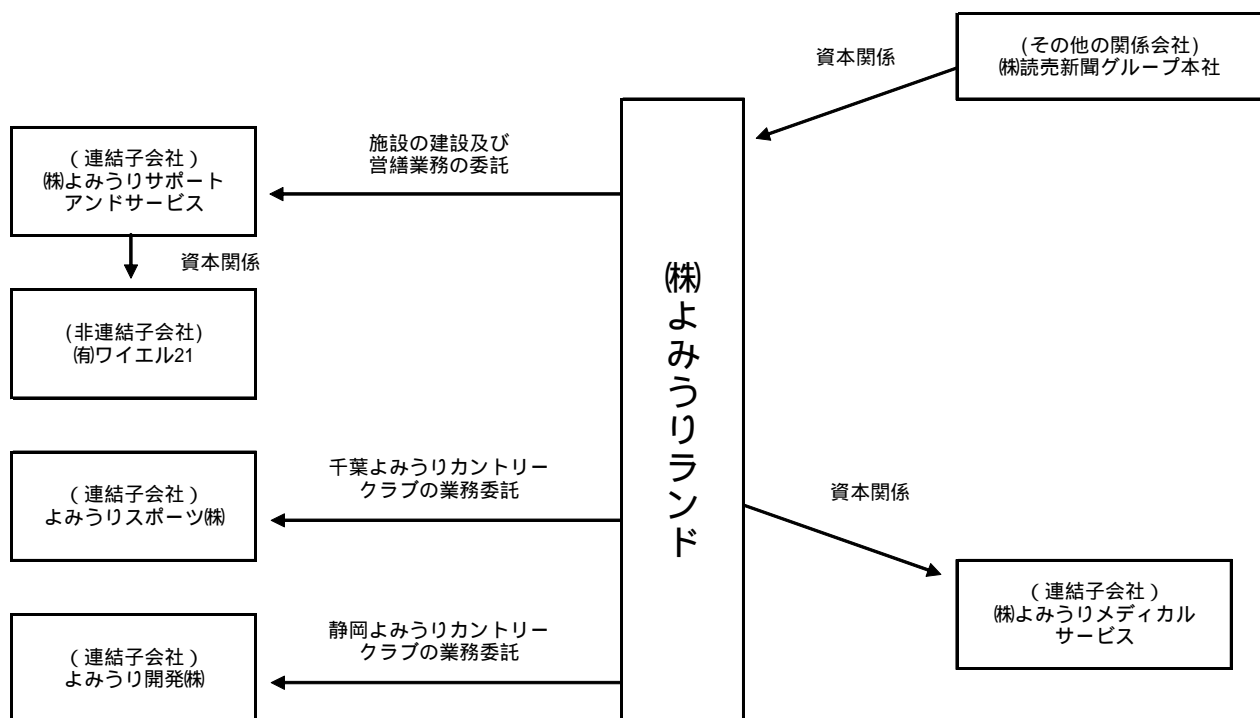 (その他の関係会社)
㈱読売新聞グループ本社
資本関係
施設の建設及び
営繕業務の委託
(連結子会社)
㈱よみうりサポート
アンドサービス
資本関係
(非連結子会社)
㈲ワイエル21
㈱よみうりランド
千葉よみうりカントリー
クラブの業務委託
(連結子会社)
よみうりスポーツ㈱
資本関係
(連結子会社)
㈱よみうりメディカル
サービス
静岡よみうりカントリー
クラブの業務委託
(連結子会社)
よみうり開発㈱